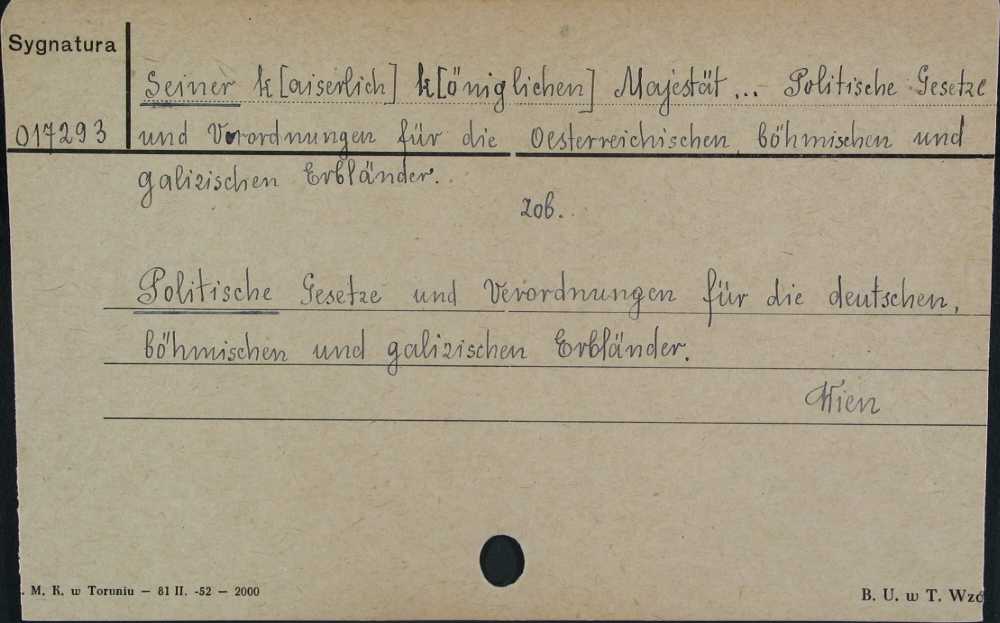 Sygnatura
Seiner k[aiserlich] k[öniglichen] Majestät ... Politische Gesetze
017293 und Verordnungen für die Oesterreichischen, böhmischen und
galizischen Erbländer.
zob.
Politische Gesetze und Verordnungen für die deutschen,
böhmischen und galizischen Erbländer.
Wien
. M. K. w Toruniu — 81 II. -52 — 2000
B. U. w T. Wzó